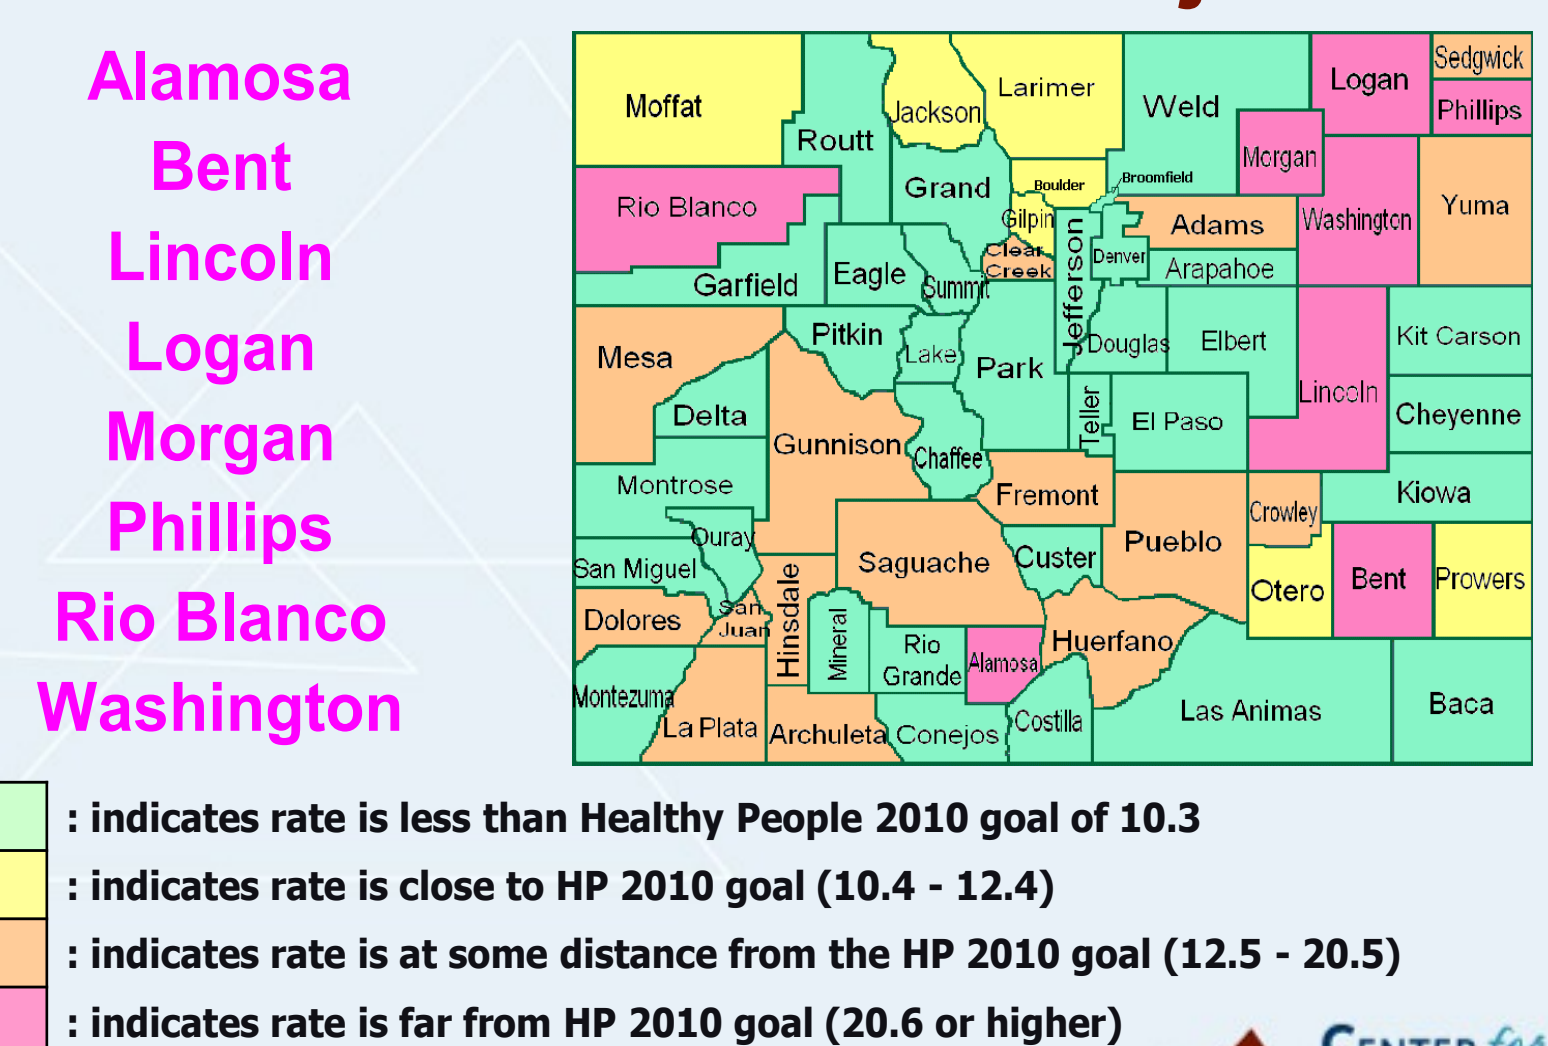 Alamosa
Bent
Lincoln
Logan
Morgan
Phillips
Rio Blanco
Washington
Moffat
Routt
Jackson
Larimer
Weld
Logan
Sedgwick
Phillips
Morgan
Rio Blanco
Grand
Boulder
Broomfield
Gilpin
Adams
Washington
Yuma
Garfield
Eagle
Summit
Clear
Creek
Jefferson
Denver
Arapahoe
Mesa
Pitkin
Lake
Park
Douglas
Elbert
Lincoln
Kit Carson
Delta
Gunnison
Chaffee
Teller
El Paso
Cheyenne
Montrose
Fremont
Crowley
Kiowa
Ouray
San Miguel
Saguache
Custer
Pueblo
Otero
Bent
Prowers
Dolores
San
Juan
Hinsdale
Mineral
Rio
Grande
Alamosa
Huerfano
Montezuma
La Plata
Archuleta
Conejos
Costilla
Las Animas
Baca
: indicates rate is less than Healthy People 2010 goal of 10.3
: indicates rate is close to HP 2010 goal (10.4 - 12.4)
: indicates rate is at some distance from the HP 2010 goal (12.5 - 20.5)
: indicates rate is far from HP 2010 goal (20.6 or higher)
CENTER for